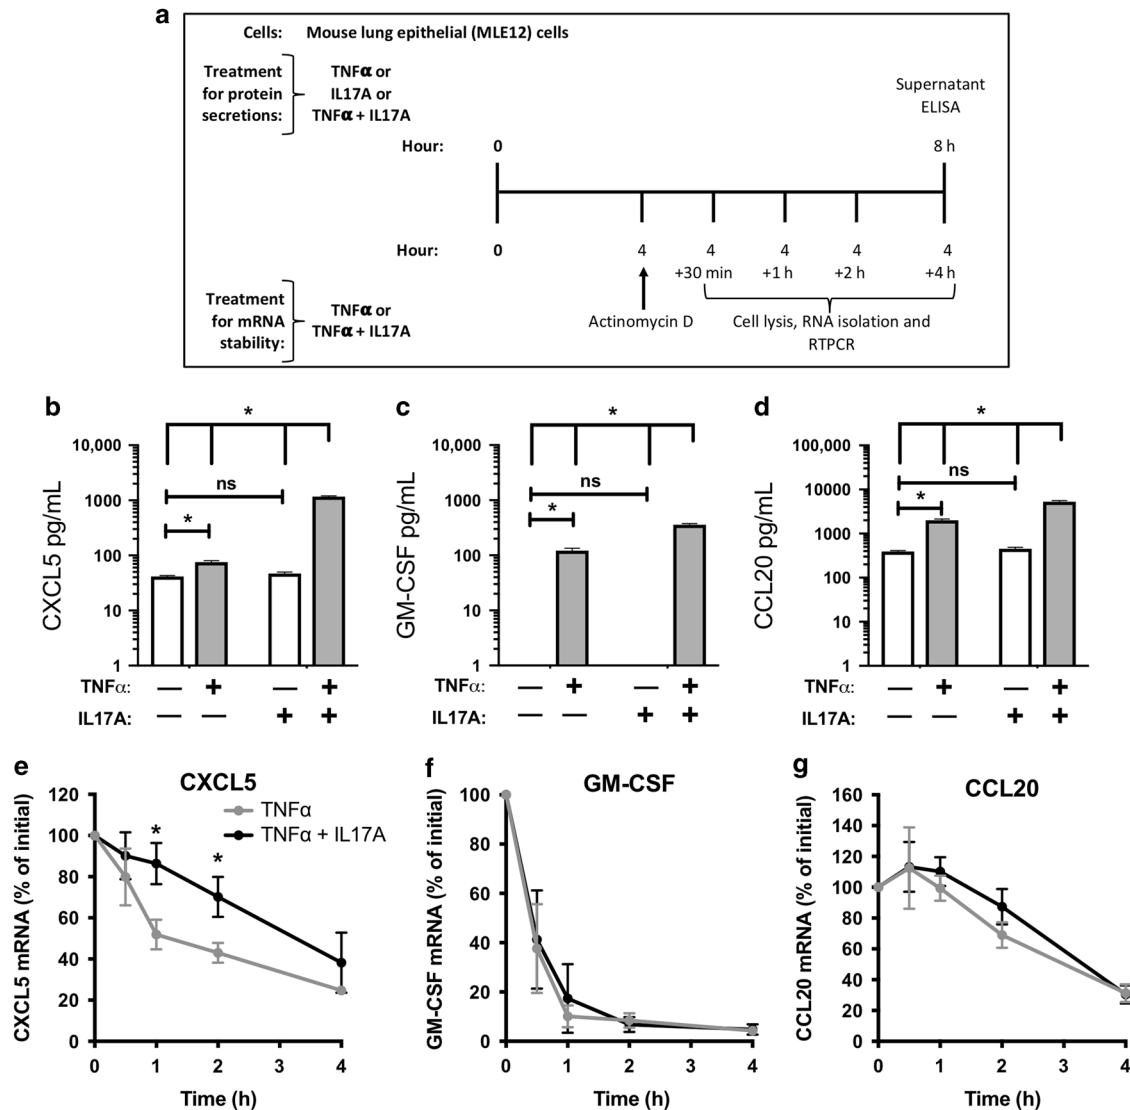 a
Cells: Mouse lung epithelial (MLE12) cells
Treatment for protein secretions:
TNFα or
IL17A or
TNFα + IL17A
Supernatant
ELISA
Hour: 0 8 h
Hour: 0 4 4 4 4 4
+30 min +1 h +2 h +4 h
Treatment for mRNA stability:
TNFα or
TNFα + IL17A
Actinomycin D
Cell lysis, RNA isolation and
RTPCR
b
CXCL5 pg/mL
10,000
1000
100
10
1
*
ns
*
TNFα: — + — +
IL17A: — — + +
c
GM-CSF pg/mL
10,000
1000
100
10
1
*
ns
*
TNFα: — + — +
IL17A: — — + +
d
CCL20 pg/mL
100,000
10000
1000
100
10
1
*
ns
*
TNFα: — + — +
IL17A: — — + +
e
CXCL5
CXCL5 mRNA (% of initial)
120
100
80
60
40
20
0
TNFα
TNFα + IL17A
*
*
0 1 2 3 4
Time (h)
f
GM-CSF
GM-CSF mRNA (% of initial)
100
80
60
40
20
0
0 1 2 3 4
Time (h)
g
CCL20
CCL20 mRNA (% of initial)
160
140
120
100
80
60
40
20
0
0 1 2 3 4
Time (h)